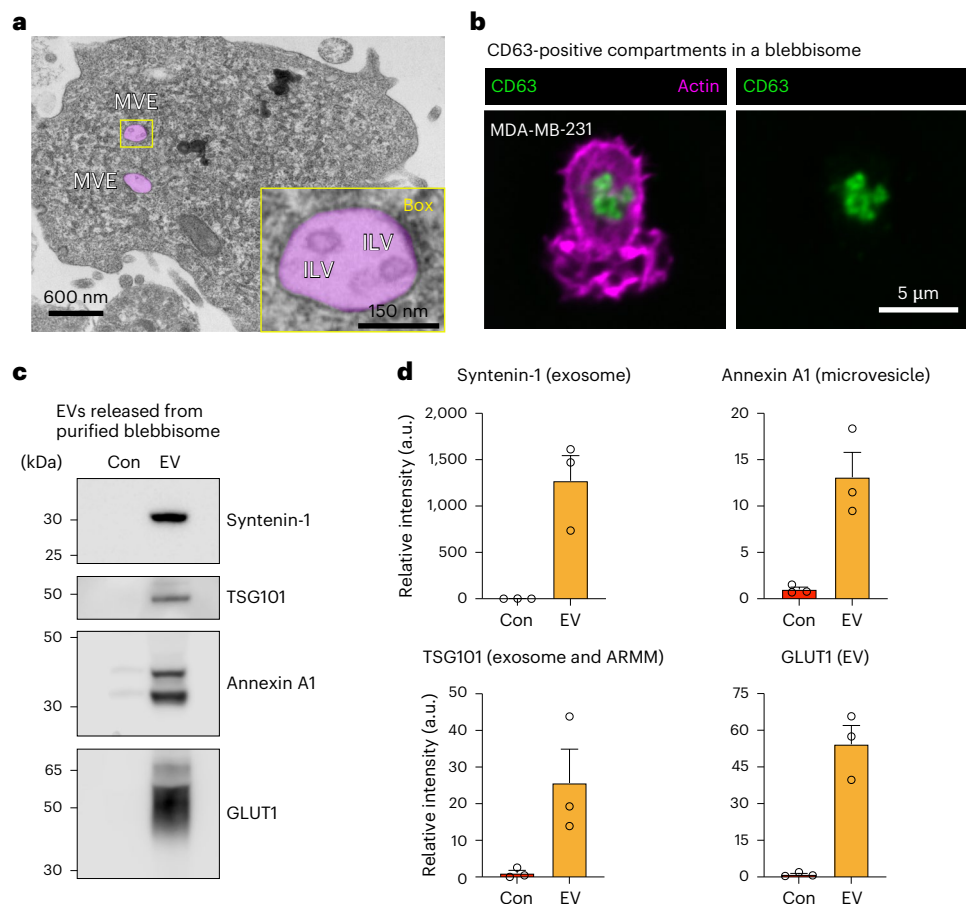 a
MVE
MVE
Box
ILV
ILV
600 nm
150 nm
b
CD63-positive compartments in a blebbisome
CD63 Actin
CD63
MDA-MB-231
5 µm
c
EVs released from
purified blebbisome
(kDa) Con EV
30
25
Syntenin-1
50
TSG101
50
30
Annexin A1
65
50
30
GLUT1
d
Syntenin-1 (exosome)
Relative intensity (a.u.)
2,000
1,500
1,000
500
0
Con EV
Annexin A1 (microvesicle)
20
15
10
5
0
Con EV
TSG101 (exosome and ARMM)
Relative intensity (a.u.)
50
40
30
20
10
0
Con EV
GLUT1 (EV)
75
60
45
30
15
0
Con EV